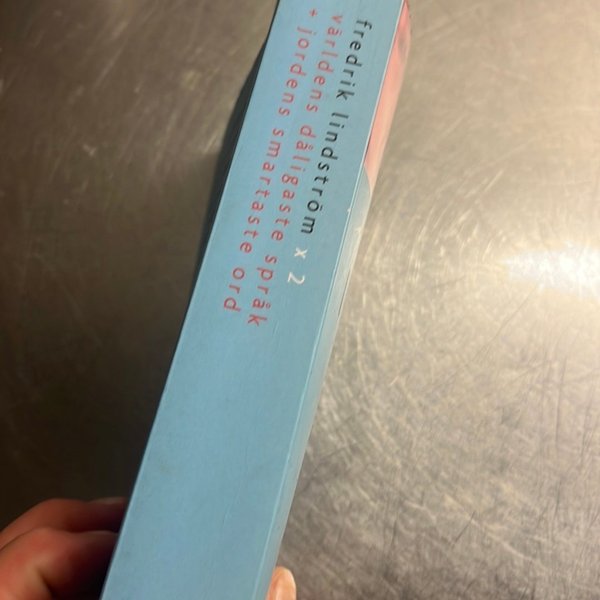 fredrik lindström x 2
världens dåligaste språk
+ jordens smartaste ord